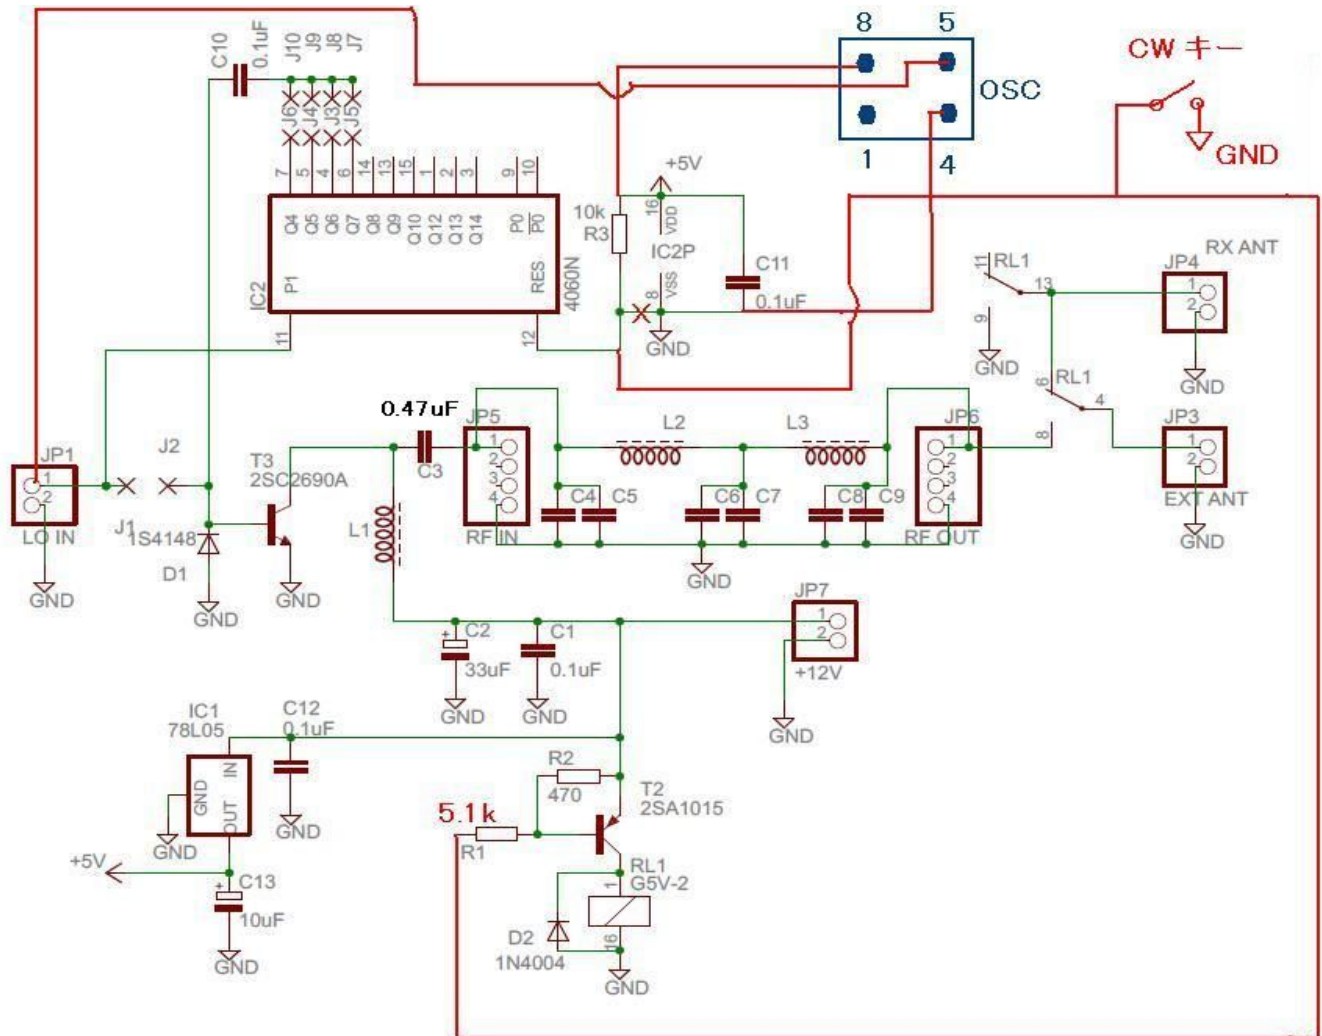 8 5
CW キー
OSC
1 4
GND
C10
0.1uF
J10
J9
J8
J7
J6
J4
J3
J5
7 5 4 6 14 13 15 1 2 3 9 10
Q4 Q5 Q6 Q7 Q8 Q9 Q10 Q12 Q13 Q14 P0 P0
IC2
P1
RES
4060N
11 12
+5V
10k
R3
16
VDD
IC2P
8
VSS
C11
0.1uF
GND
RX ANT
11
RL1
13
JP4
1
2
9
GND
GND
6
RL1
4
8
JP3
1
2
EXT ANT
GND
0.47uF
JP5
C3
1
2
3
4
RF IN
L2
L3
C4 C5 C6 C7 C8 C9
GND
JP6
1
2
3
4
RF OUT
JP1
1
2
LO IN
GND
J2
T3
2SC2690A
J1
1S4148
D1
GND
GND
L1
JP7
1
2
+12V
GND
+
C2
33uF
GND
C1
0.1uF
GND
IC1
78L05
C12
0.1uF
IN
GND
OUT
GND
GND
+5V
+
C13
10uF
GND
R2
470
T2
2SA1015
5.1k
R1
RL1
G5V-2
1
16
D2
1N4004
GND